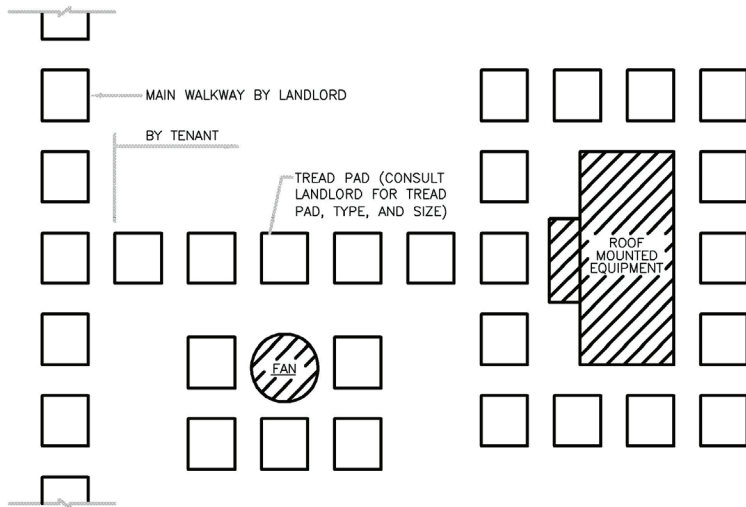 MAIN WALKWAY BY LANDLORD
BY TENANT
TREAD PAD (CONSULT
LANDLORD FOR TREAD
PAD, TYPE, AND SIZE)
ROOF
MOUNTED
EQUIPMENT
FAN